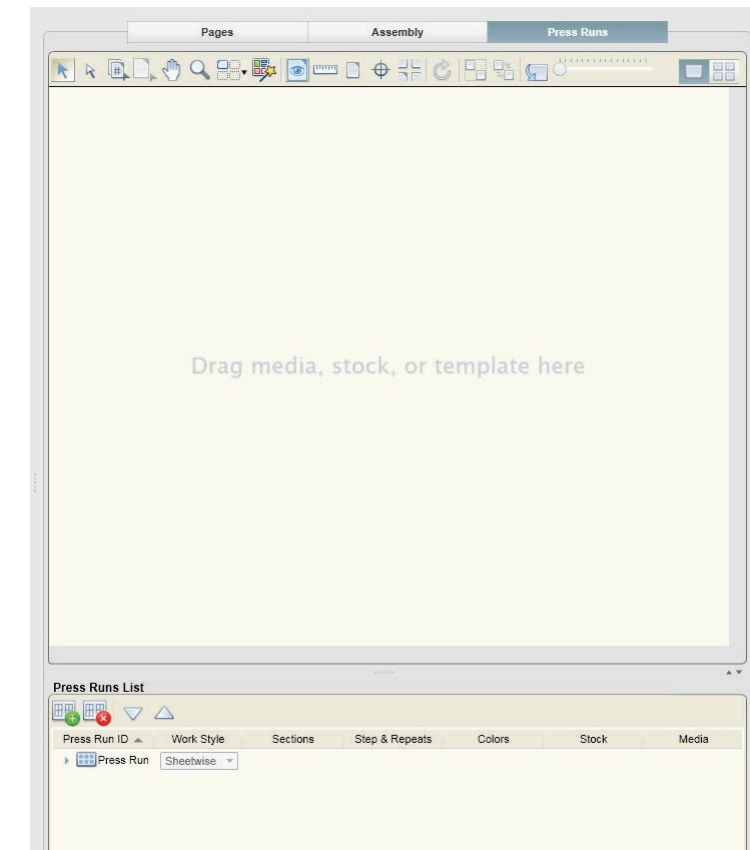 Pages Assembly Press Runs
Drag media, stock, or template here
Press Runs List
Press Run ID Work Style Sections Step & Repeats Colors Stock Media
Press Run Sheetwise